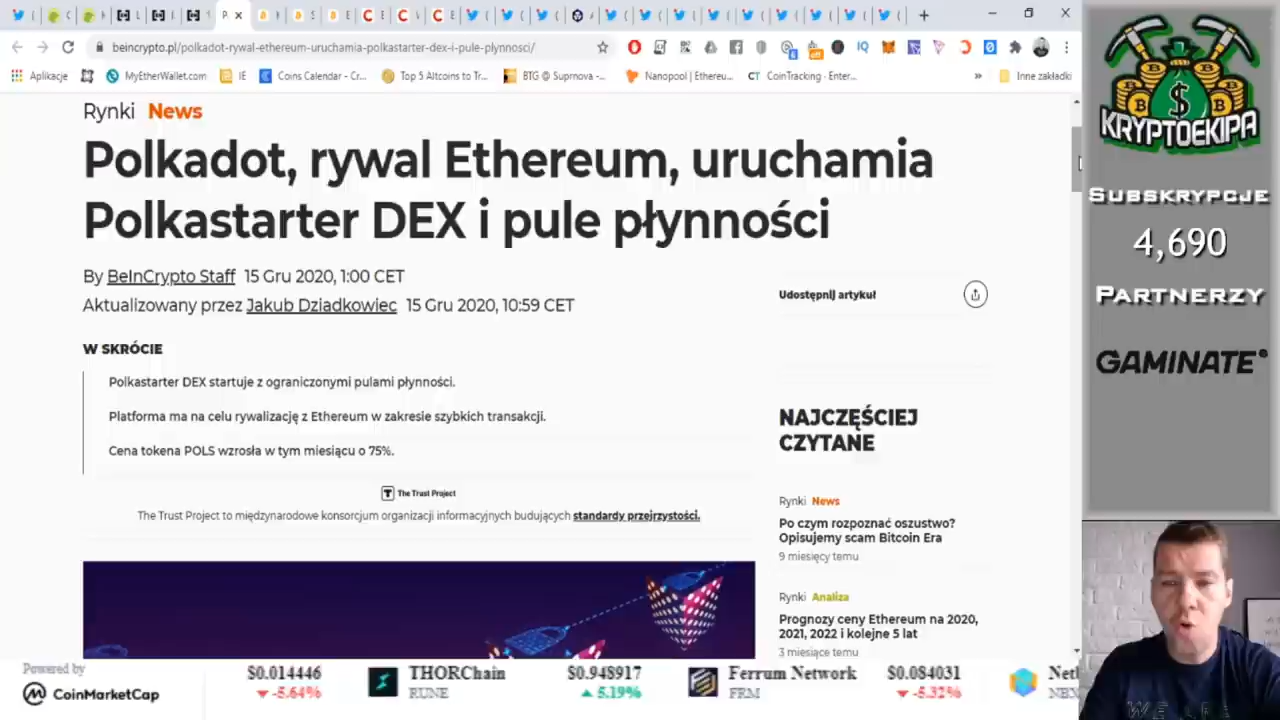 beincrypto.pl/polkadot-rywal-ethereum-uruchamia-polkastarter-dex-i-pule-plynnosci/
Aplikacje
MyEtherWallet.com
IE
Coins Calendar - Cr...
Top 5 Altcoins to Tr...
BTG @ Suprnova -...
Nanopool | Ethereu...
CT CoinTracking · Enter...
»
Inne zakładki
Rynki News
Polkadot, rywal Ethereum, uruchamia
Polkastarter DEX i pule płynności
By BeInCrypto Staff 15 Gru 2020, 1:00 CET
Aktualizowany przez Jakub Dziadkowiec 15 Gru 2020, 10:59 CET
Udostępnij artykuł
W SKRÓCIE
Polkastarter DEX startuje z ograniczonymi pulami płynności.
Platforma ma na celu rywalizację z Ethereum w zakresie szybkich transakcji.
Cena tokena POLS wzrosła w tym miesiącu o 75%.
The Trust Project
The Trust Project to międzynarodowe konsorcjum organizacji informacyjnych budujących standardy przejrzystości.
NAJCZĘŚCIEJ
CZYTANE
Rynki News
Po czym rozpoznać oszustwo?
Opisujemy scam Bitcoin Era
9 miesięcy temu
Rynki Analiza
Prognozy ceny Ethereum na 2020,
2021, 2022 i kolejne 5 lat
3 miesiące temu
KRYPTOEKIPA
Subskrypcje
4,690
Partnerzy
GAMINATE
Powered by
CoinMarketCap
$0.014446
-5.64%
THORChain
RUNE
$0.948917
5.19%
Ferrum Network
FRM
$0.084031
-5.32%